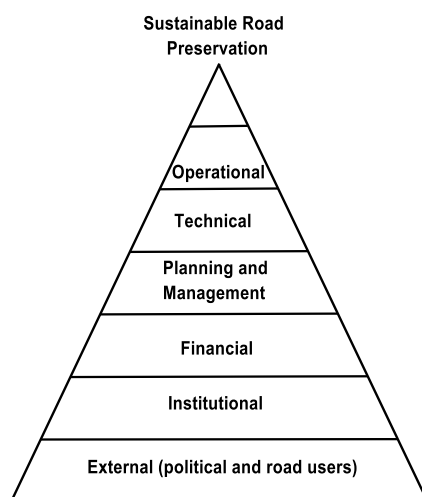 Sustainable Road
Preservation
Operational
Technical
Planning and
Management
Financial
Institutional
External (political and road users)